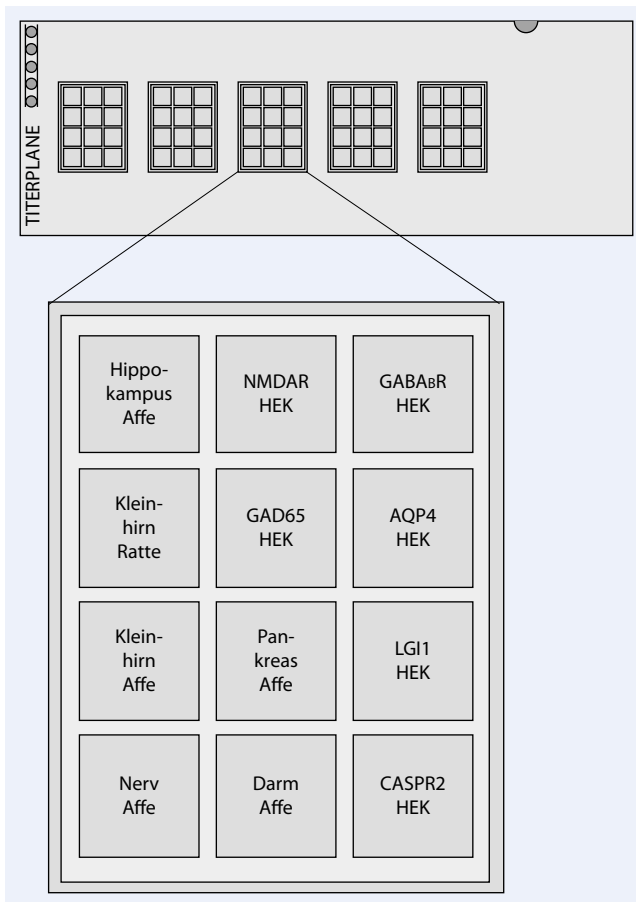 TITERPLANE
Hippo-
kampus
Affe
NMDAR
HEK
GABABR
HEK
Klein-
hirn
Ratte
GAD65
HEK
AQP4
HEK
Klein-
hirn
Affe
Pan-
kreas
Affe
LGI1
HEK
Nerv
Affe
Darm
Affe
CASPR2
HEK